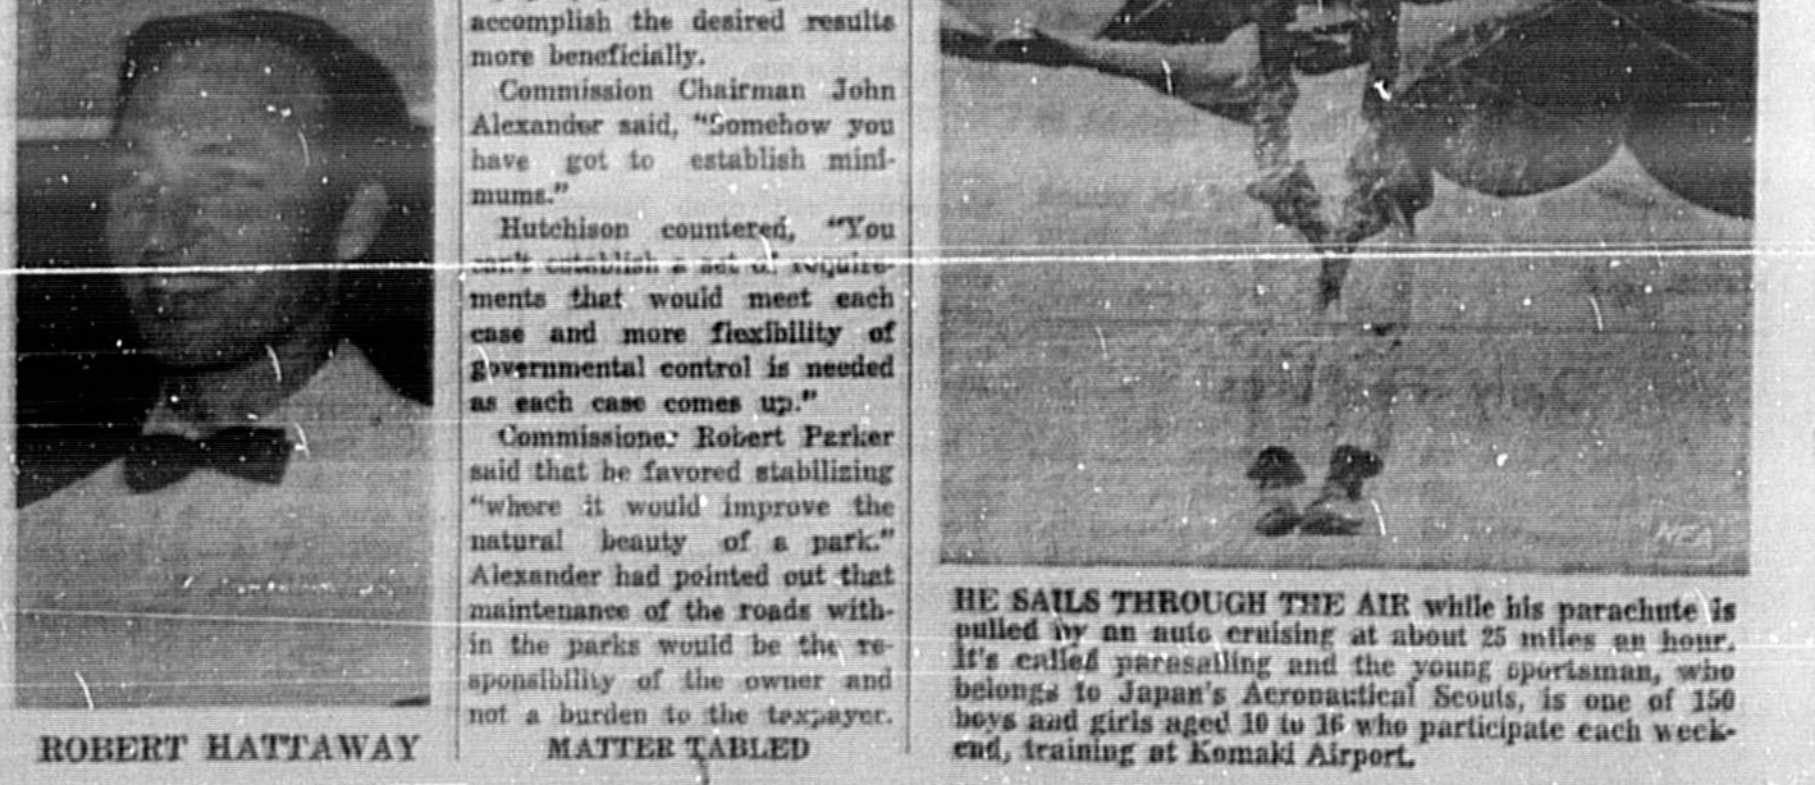 ROBERT HATTAWAY
accomplish the desired results
more beneficially.
Commission Chairman John
Alexander said, "Somehow you
have got to establish mini-
mums."
Hutchison countered, "You
can't establish a set of require-
ments that would meet each
case and more flexibility of
governmental control is needed
as each case comes up."
Commissioner Robert Parker
said that he favored stabilizing
"where it would improve the
natural beauty of a park."
Alexander had pointed out that
maintenance of the roads with-
in the parks would be the re-
sponsibility of the owner and
not a burden to the taxpayer.
MATTER TABLED
NEA
HE SAILS THROUGH THE AIR while his parachute is
pulled by an auto cruising at about 25 miles an hour.
It's called parasailing and the young sportsman, who
belongs to Japan's Aeronautical Scouts, is one of 150
boys and girls aged 10 to 16 who participate each week-
end, training at Komaki Airport.